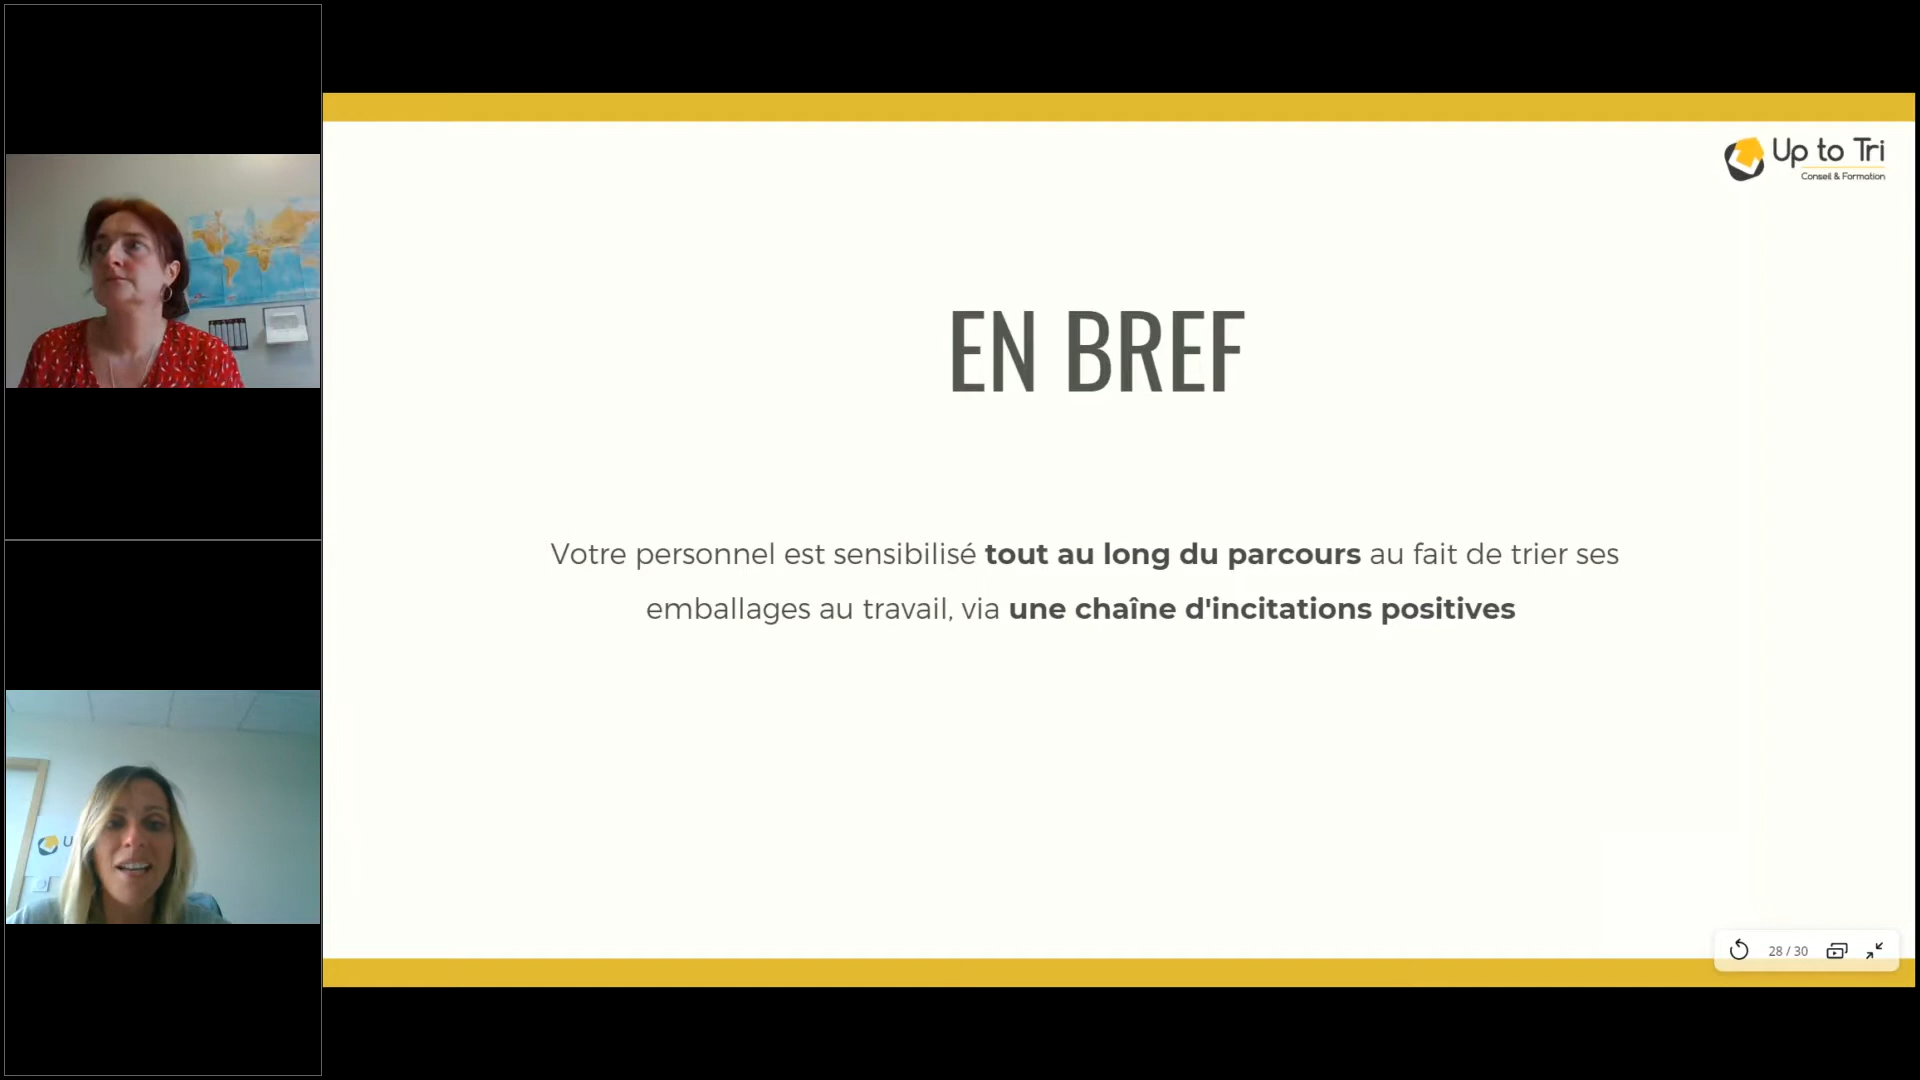 Up to Tri
Conseil & Formation
EN BREF
Votre personnel est sensibilisé tout au long du parcours au fait de trier ses
emballages au travail, via une chaîne d'incitations positives
U
28 / 30